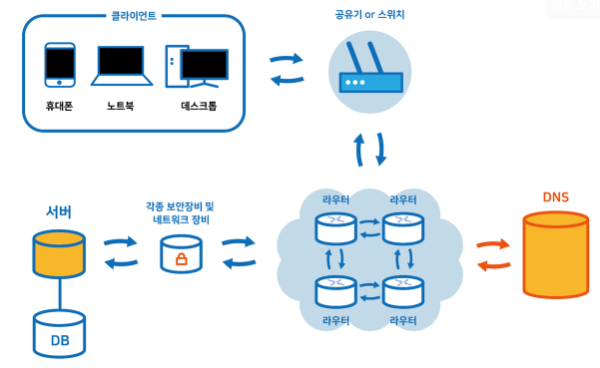 클라이언트
공유기 or 스위치
휴대폰
노트북
데스크톱
서버
각종 보안장비 및
네트워크 장비
라우터
라우터
DNS
라우터
라우터
DB